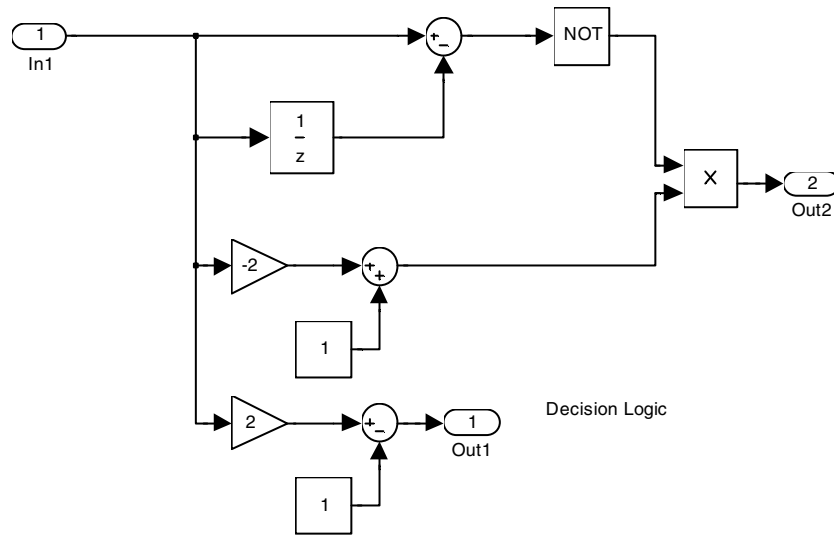 1
In1
+
−
NOT
1
z
X
2
Out2
-2
+
+
1
2
+
−
1
Out1
Decision Logic
1